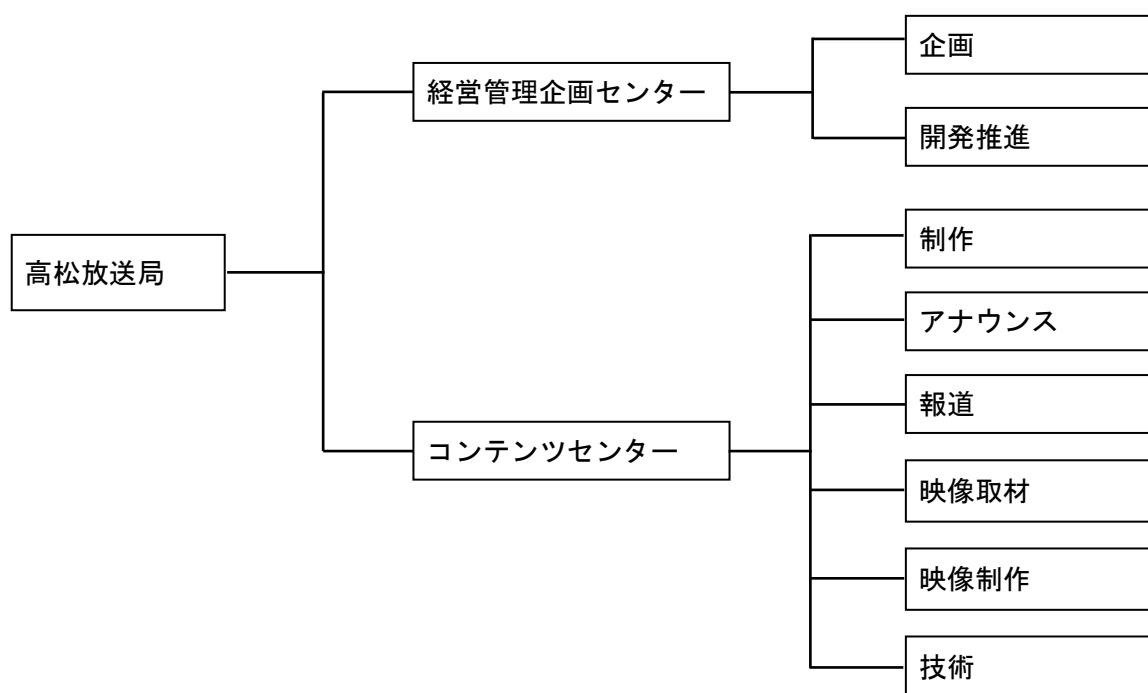 高松放送局
経営管理企画センター
企画
開発推進
コンテンツセンター
制作
アナウンス
報道
映像取材
映像制作
技術